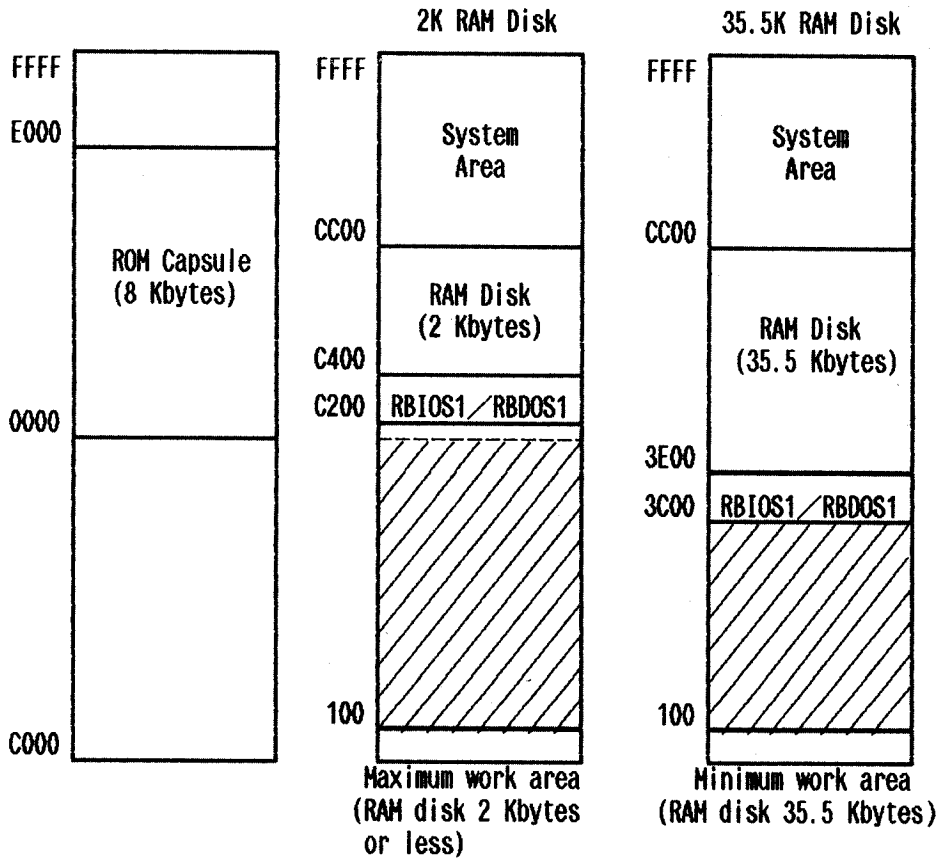 2K RAM Disk
35.5K RAM Disk
FFFF
E000
ROM Capsule
(8 Kbytes)
0000
C000
FFFF
System
Area
CC00
RAM Disk
(2 Kbytes)
C400
C200
RBIOS1/RBDOS1
100
Maximum work area
(RAM disk 2 Kbytes
or less)
FFFF
System
Area
CC00
RAM Disk
(35.5 Kbytes)
3E00
3C00
RBIOS1/RBDOS1
100
Minimum work area
(RAM disk 35.5 Kbytes)